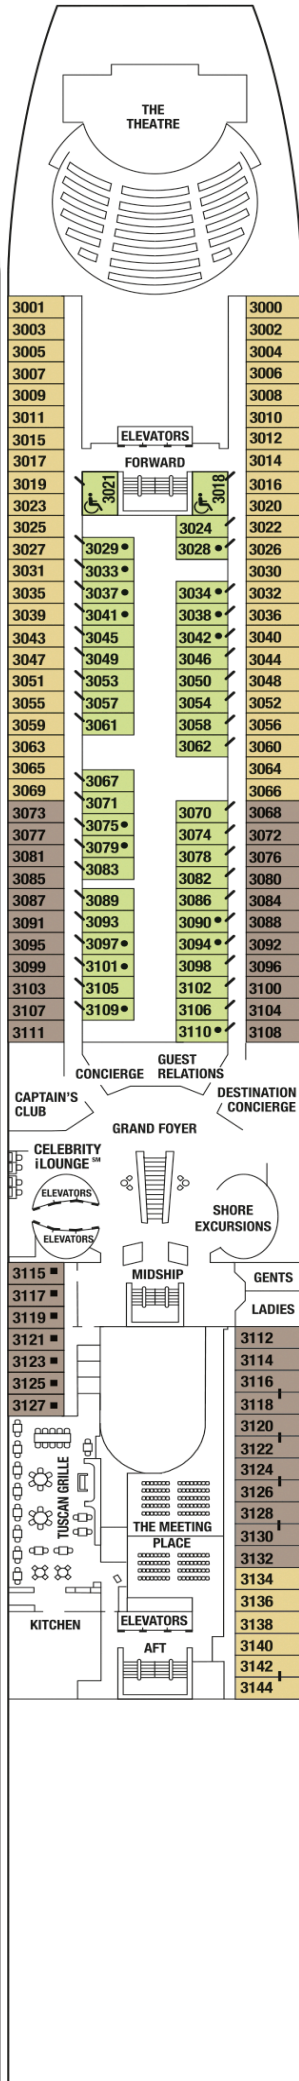 THE
THEATRE
3001 3000
3003 3002
3005 3004
3007 3006
3009 3008
3011 3010
3015 ELEVATORS 3012
3017 FORWARD 3014
3019 3021 3018 3016
3023 3020
3025 3024 3022
3027 3029 3028 3026
3031 3033 3030
3035 3037 3034 3032
3039 3041 3038 3036
3043 3045 3042 3040
3047 3049 3046 3044
3051 3053 3050 3048
3055 3057 3054 3052
3059 3061 3058 3056
3063 3062 3060
3065 3067 3064
3069 3071 3066
3073 3075 3070 3068
3077 3079 3074 3072
3081 3083 3078 3076
3085 3082 3080
3087 3089 3086 3084
3091 3093 3090 3088
3095 3097 3094 3092
3099 3101 3098 3096
3103 3105 3102 3100
3107 3109 3106 3104
3111 3110 3108
CONCIERGE
GUEST
RELATIONS
CAPTAIN'S
CLUB
DESTINATION
CONCIERGE
GRAND FOYER
CELEBRITY
iLOUNGE℠
ELEVATORS
ELEVATORS
SHORE
EXCURSIONS
MIDSHIP
GENTS
LADIES
3115
3117
3119
3121 3112
3123 3114
3125 3116
3127 3118
3120
3122
3124
3126
3128
3130
3132
TUSCAN GRILLE
THE MEETING
PLACE
3134
3136
KITCHEN
ELEVATORS
AFT
3138
3140
3142
3144